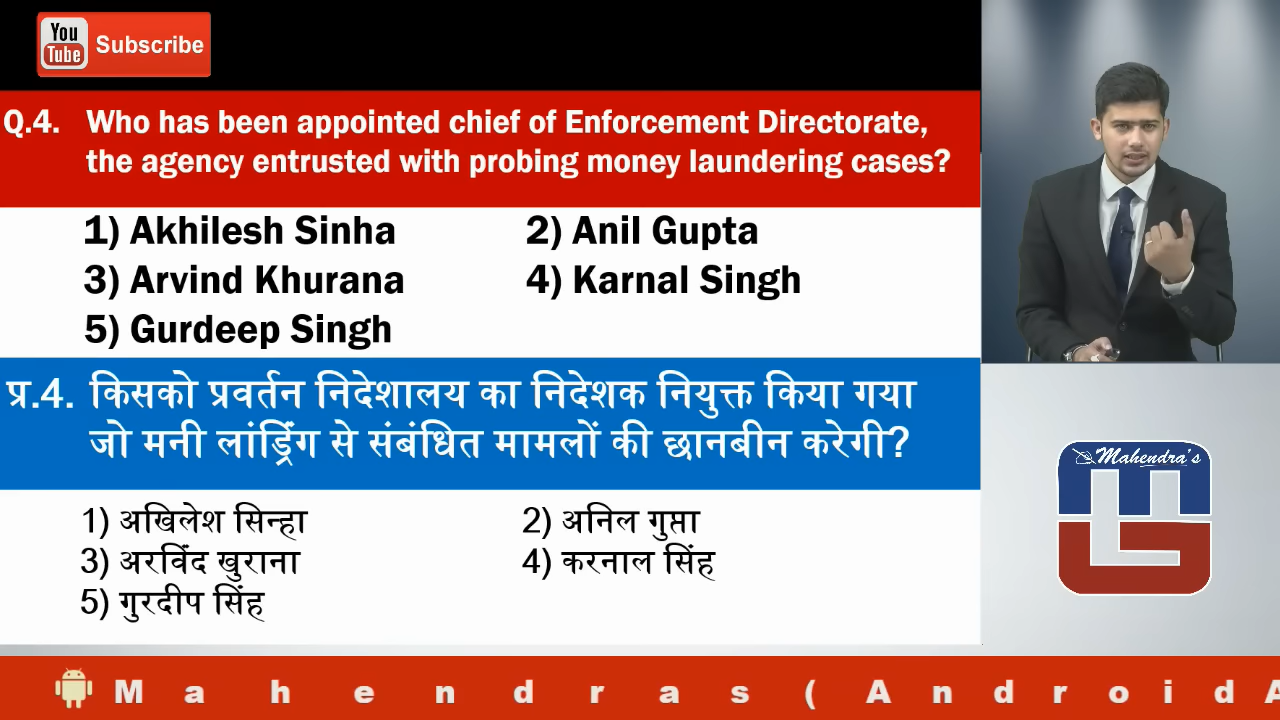 You
Tube
Subscribe
Q.4. Who has been appointed chief of Enforcement Directorate,
the agency entrusted with probing money laundering cases?
1) Akhilesh Sinha 2) Anil Gupta
3) Arvind Khurana 4) Karnal Singh
5) Gurdeep Singh
प्र.4. किसको प्रवर्तन निदेशालय का निदेशक नियुक्त किया गया
जो मनी लांड्रिंग से संबंधित मामलों की छानबीन करेगी?
1) अखिलेश सिन्हा 2) अनिल गुप्ता
3) अरविंद खुराना 4) करनाल सिंह
5) गुरदीप सिंह
Mahendra's
Mahendras (Android A